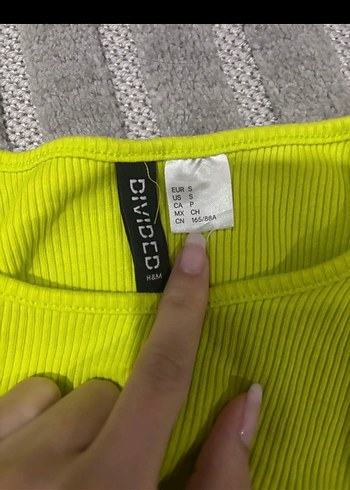 DIVIDED
H&M
EUR S
US S
CA P
MX CH
CN 165/88A